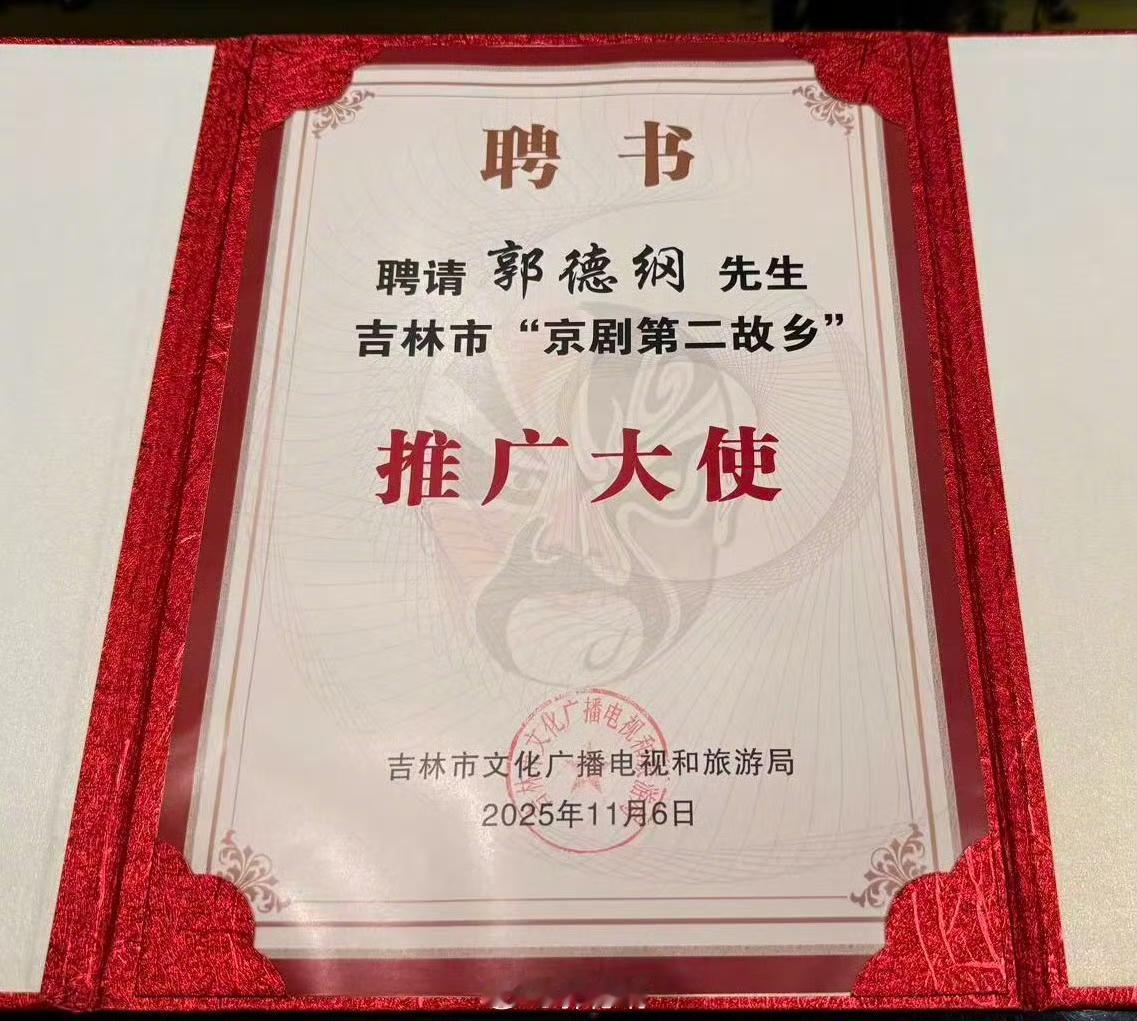 聘 书
聘请 郭德纲 先生
吉林市“京剧第二故乡”
推广大使
吉林市文化广播电视和旅游局
2025年11月6日